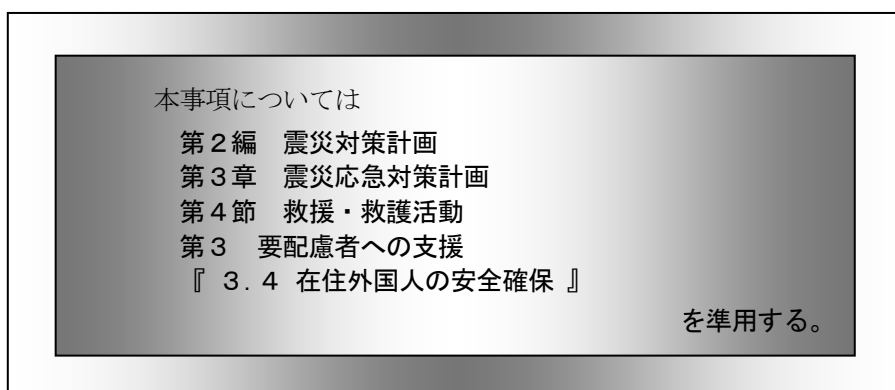 本事項については
第２編　震災対策計画
第３章　震災応急対策計画
第４節　救援・救護活動
第３　要配慮者への支援
『 ３.４ 在住外国人の安全確保 』
を準用する。